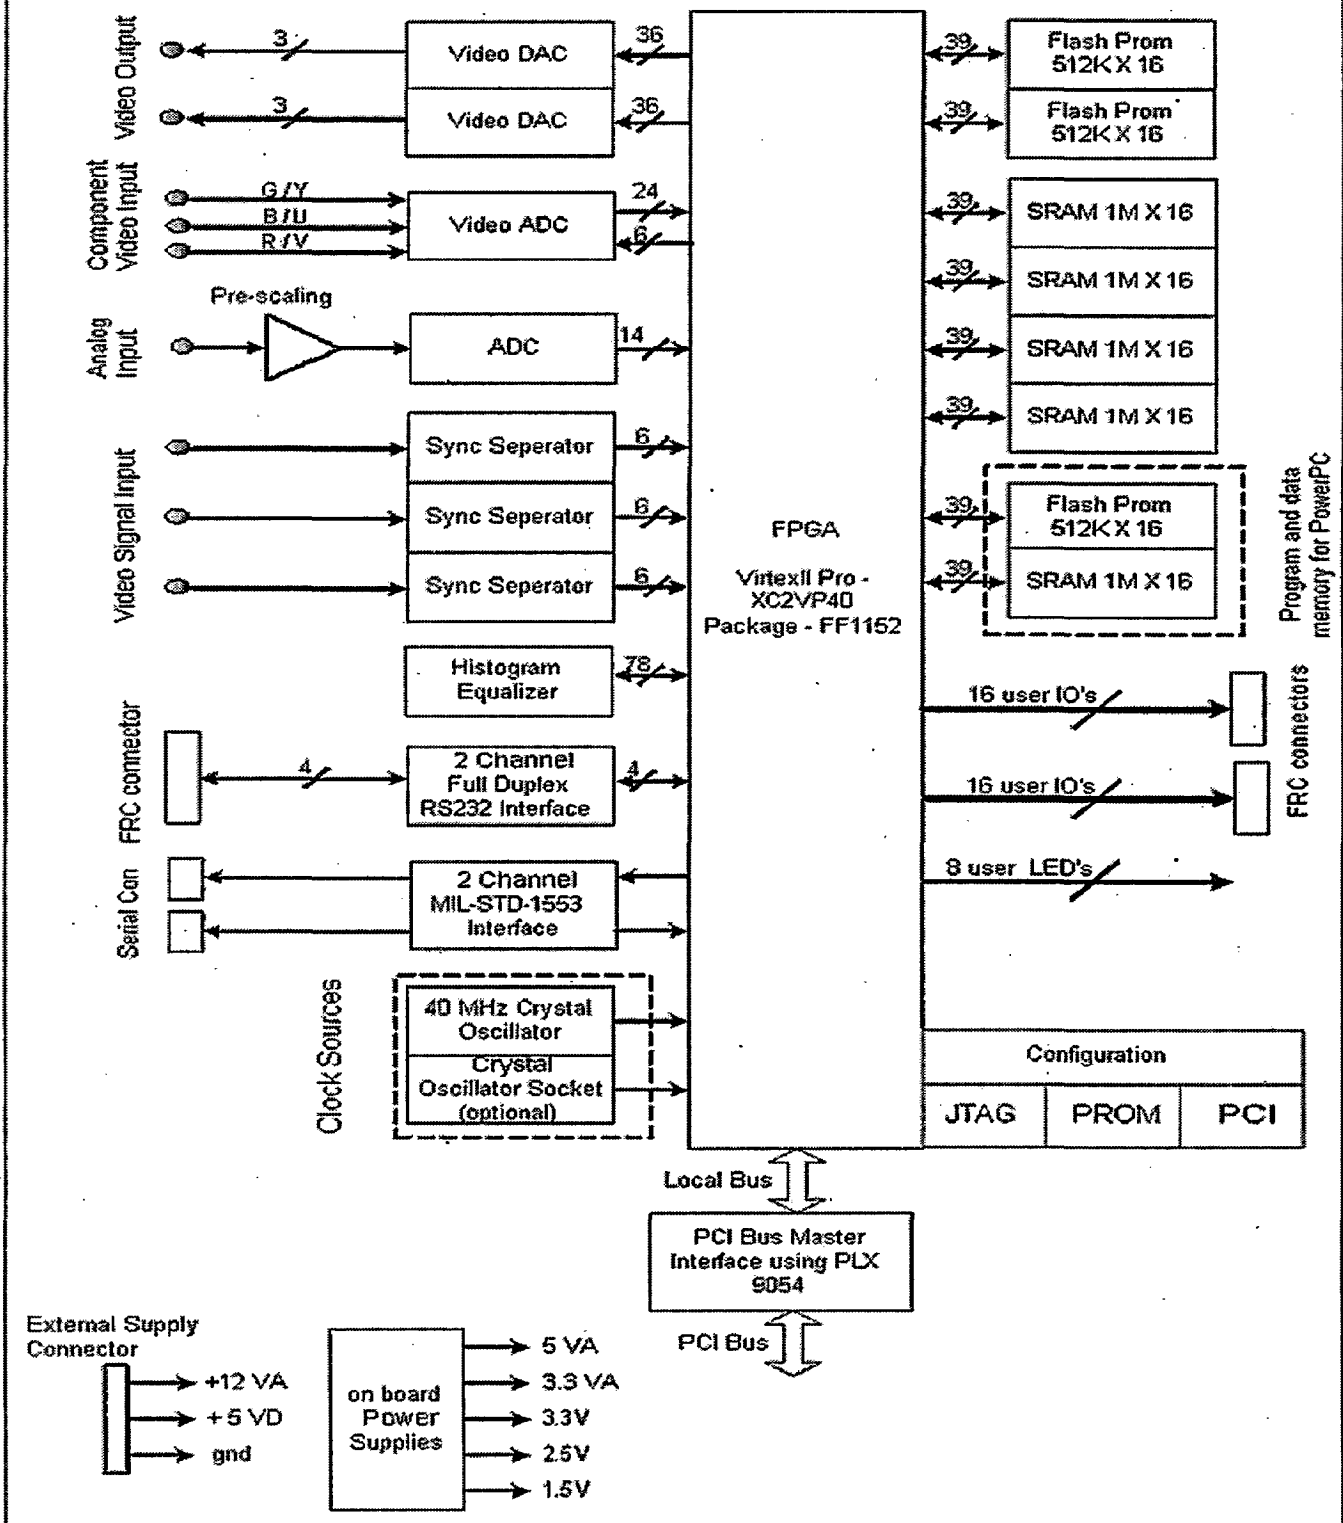 Video Output
3
Video DAC
36
3
Video DAC
36
Component
Video Input
G/Y
B/U
R/V
Video ADC
24
6
Analog
Input
Pre-scaling
ADC
14
Video Signal Input
Sync Seperator
6
Sync Seperator
6
Sync Seperator
6
Histogram
Equalizer
78
FRC connector
4
2 Channel
Full Duplex
RS232 Interface
4
Serial Con
2 Channel
MIL-STD-1553
Interface
Clock Sources
40 MHz Crystal
Oscillator
Crystal
Oscillator Socket
(optional)
FPGA
VirtexII Pro -
XC2VP40
Package - FF1152
39
Flash Prom
512K X 16
39
Flash Prom
512K X 16
39
SRAM 1M X 16
39
SRAM 1M X 16
39
SRAM 1M X 16
39
SRAM 1M X 16
39
Flash Prom
512K X 16
39
SRAM 1M X 16
Program and data
memory for PowerPC
16 user IO's
16 user IO's
FRC connectors
8 user LED's
Configuration
JTAG
PROM
PCI
Local Bus
PCI Bus Master
Interface using PLX
9054
PCI Bus
External Supply
Connector
+12 VA
+5 VD
gnd
on board
Power
Supplies
5 VA
3.3 VA
3.3V
2.5V
1.5V